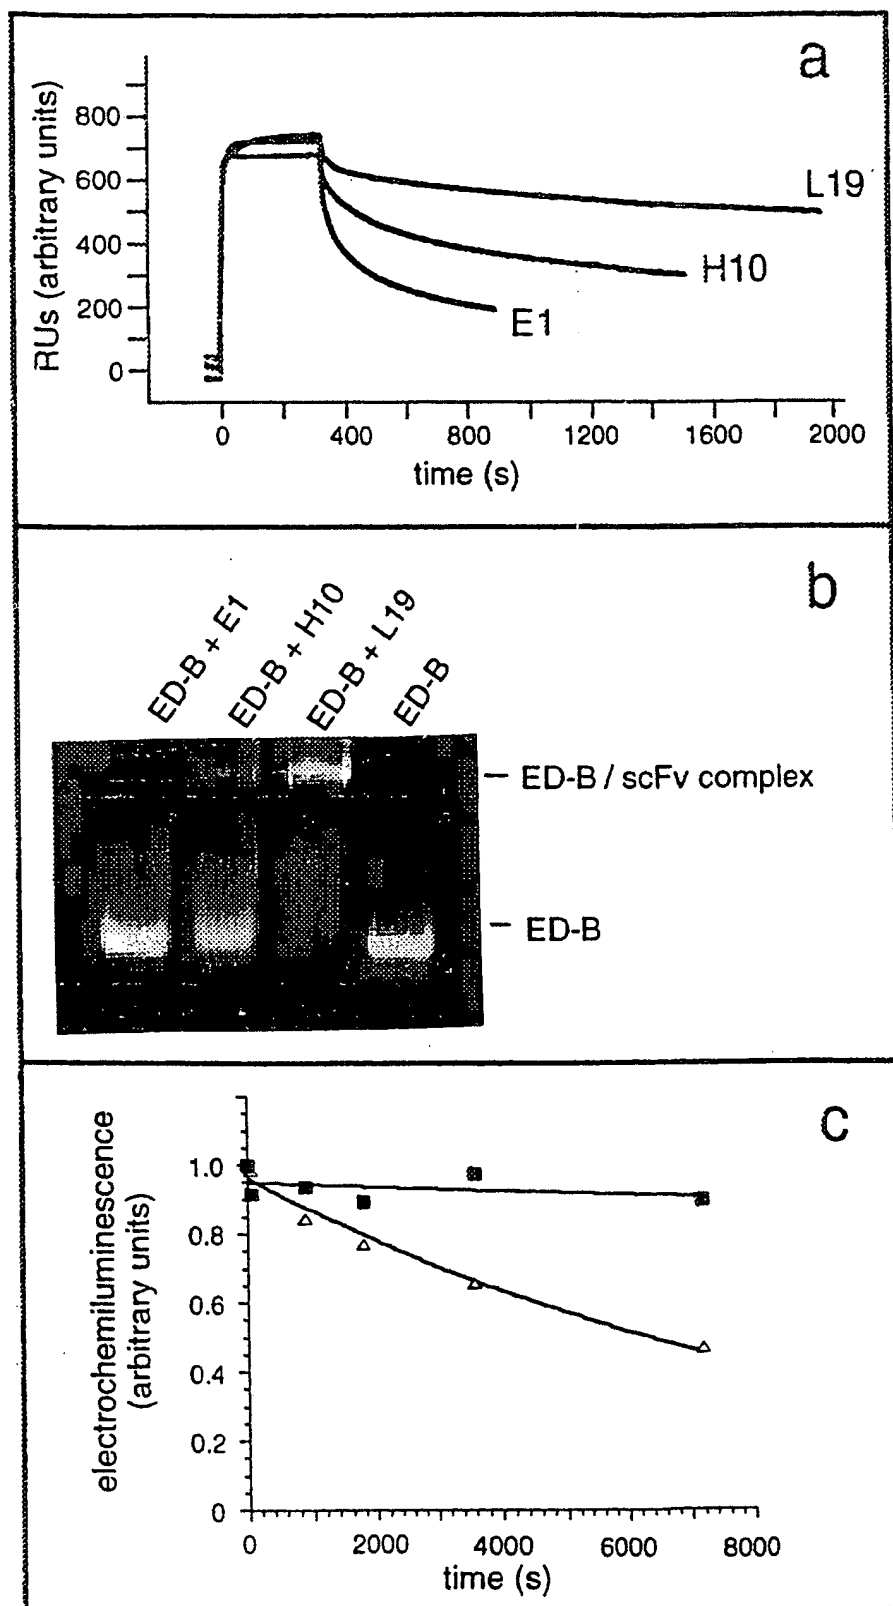 a
RUs (arbitrary units)
800
600
400
200
0
L19
H10
E1
0 400 800 1200 1600 2000
time (s)
b
ED-B + E1
ED-B + H10
ED-B + L19
ED-B
ED-B / scFv complex
ED-B
c
electrochemiluminescence
(arbitrary units)
1.0
0.8
0.6
0.4
0.2
0
0 2000 4000 6000 8000
time (s)